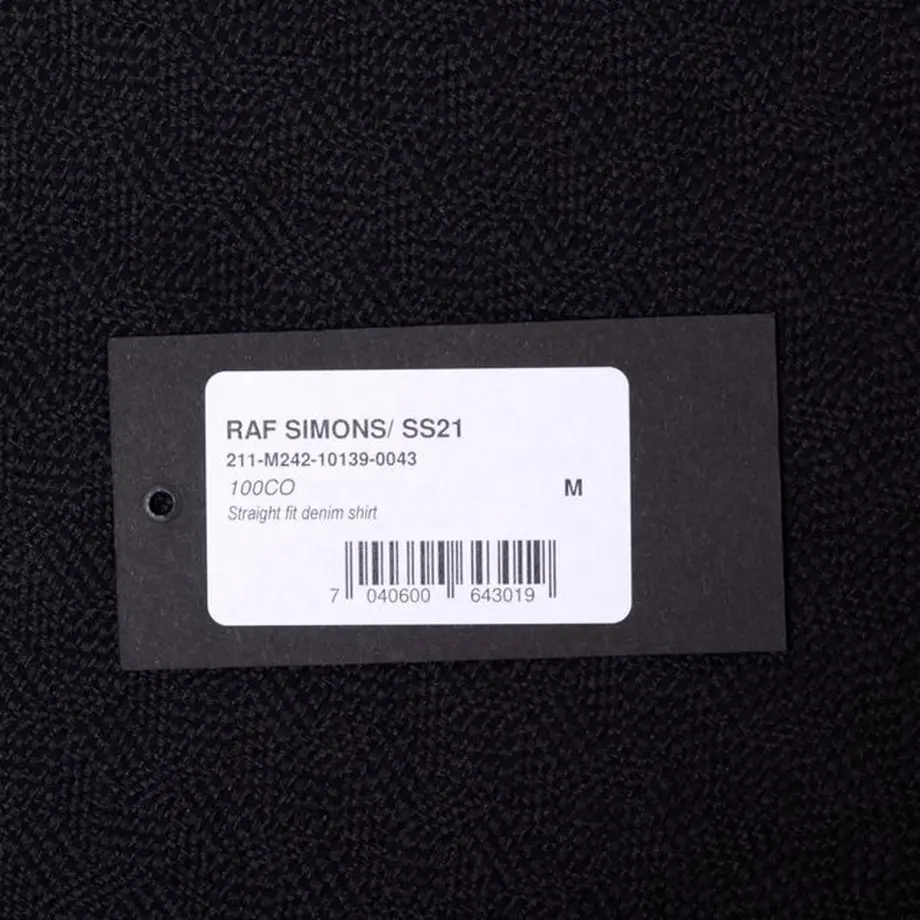 RAF SIMONS/ SS21
211-M242-10139-0043
100CO
M
Straight fit denim shirt
7 040600 643019